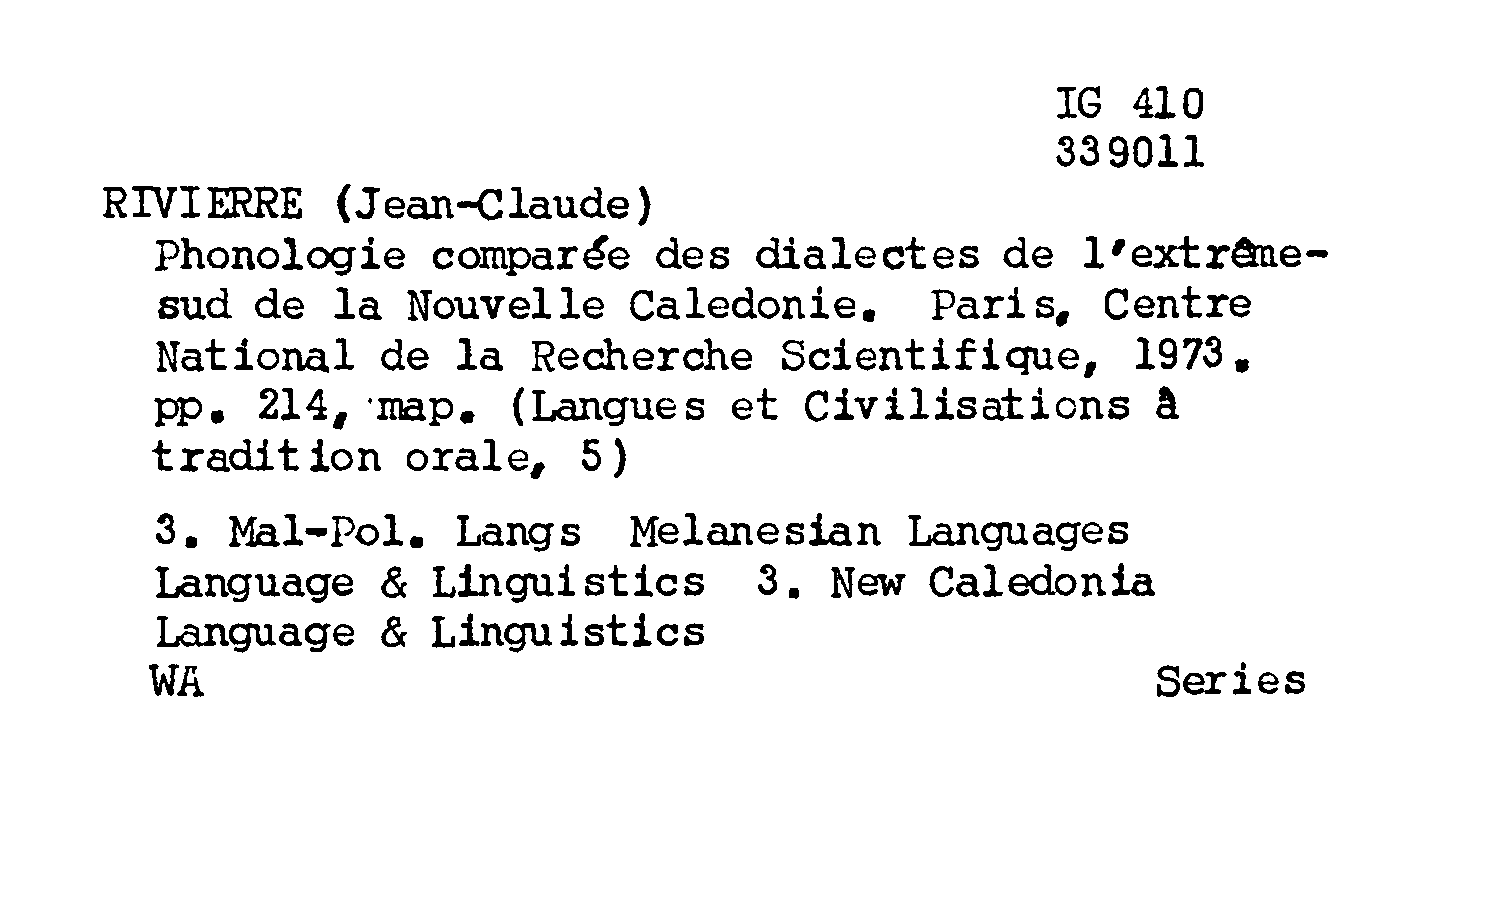 IG 410
339011
RIVIERRE (Jean-Claude)
Phonologie comparée des dialectes de l'extrême-
sud de la Nouvelle Caledonie. Paris, Centre
National de la Recherche Scientifique, 1973.
pp. 214, map. (Langues et Civilisations à
tradition orale, 5)
3. Mal-Pol. Langs Melanesian Languages
Language & Linguistics 3. New Caledonia
Language & Linguistics
WA Series